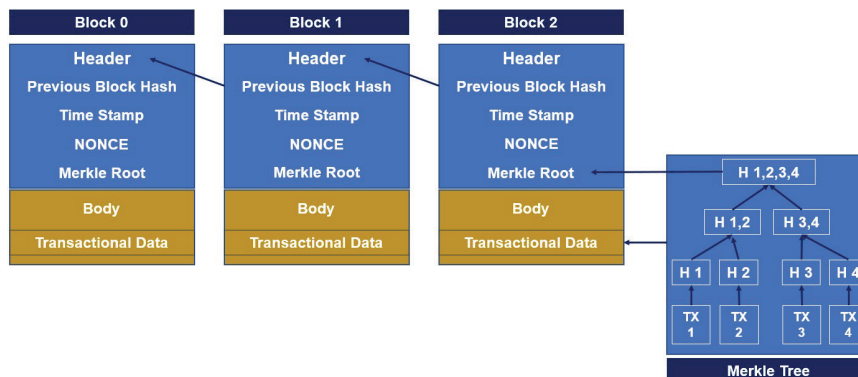 Block 0
Header
Previous Block Hash
Time Stamp
NONCE
Merkle Root
Body
Transactional Data
Block 1
Header
Previous Block Hash
Time Stamp
NONCE
Merkle Root
Body
Transactional Data
Block 2
Header
Previous Block Hash
Time Stamp
NONCE
Merkle Root
Body
Transactional Data
H 1,2,3,4
H 1,2
H 3,4
H 1
H 2
H 3
H 4
TX
1
TX
2
TX
3
TX
4
Merkle Tree